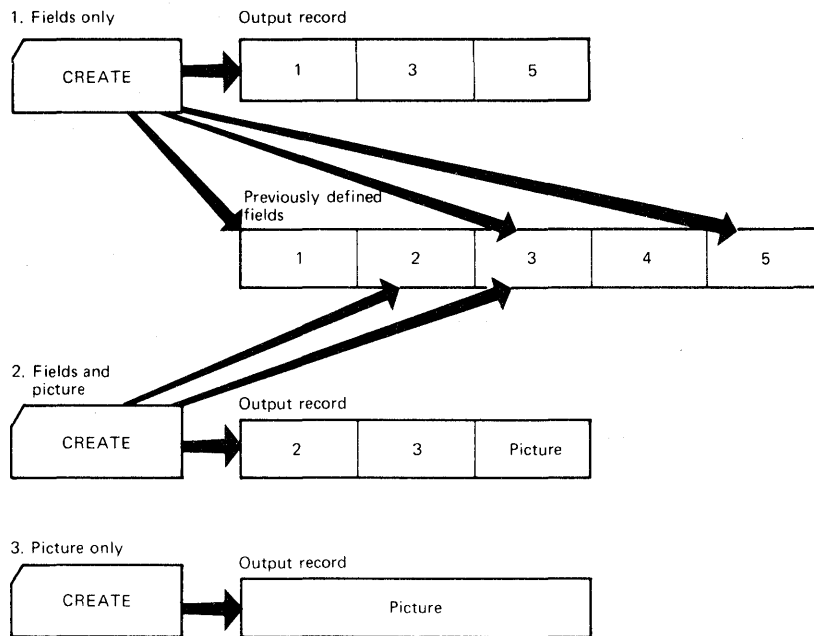 1. Fields only
Output record
CREATE
1
3
5
Previously defined
fields
1
2
3
4
5
2. Fields and
picture
Output record
CREATE
2
3
Picture
3. Picture only
Output record
CREATE
Picture